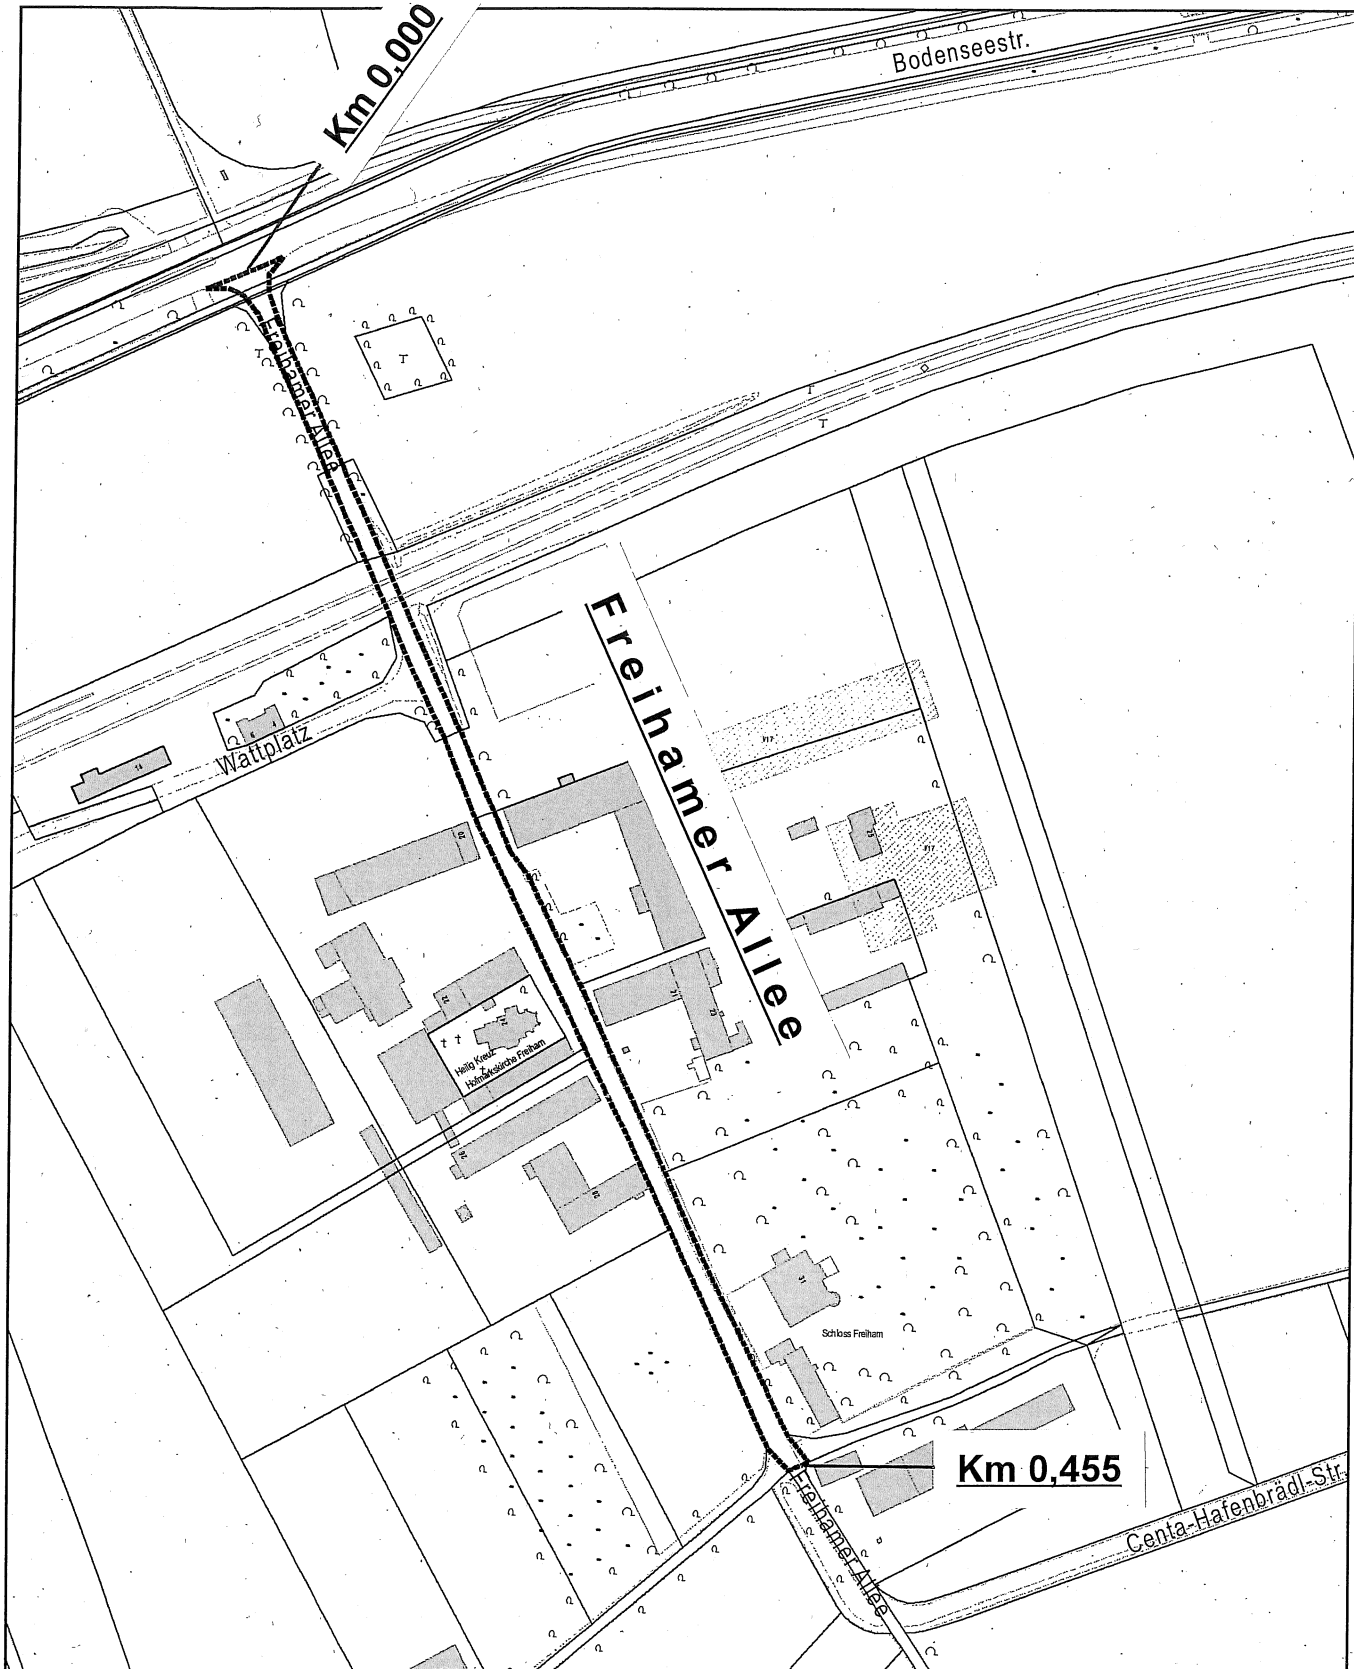 Km 0,000
Bodenseestr.
Freihamer Allee
Freihamer Allee
Wattplatz
Heilig Kreuz
Hofmarkskirche Freiham
Schloss Freiham
Km 0,455
Freihamer Allee
Centa-Hafenbrädl-Str.